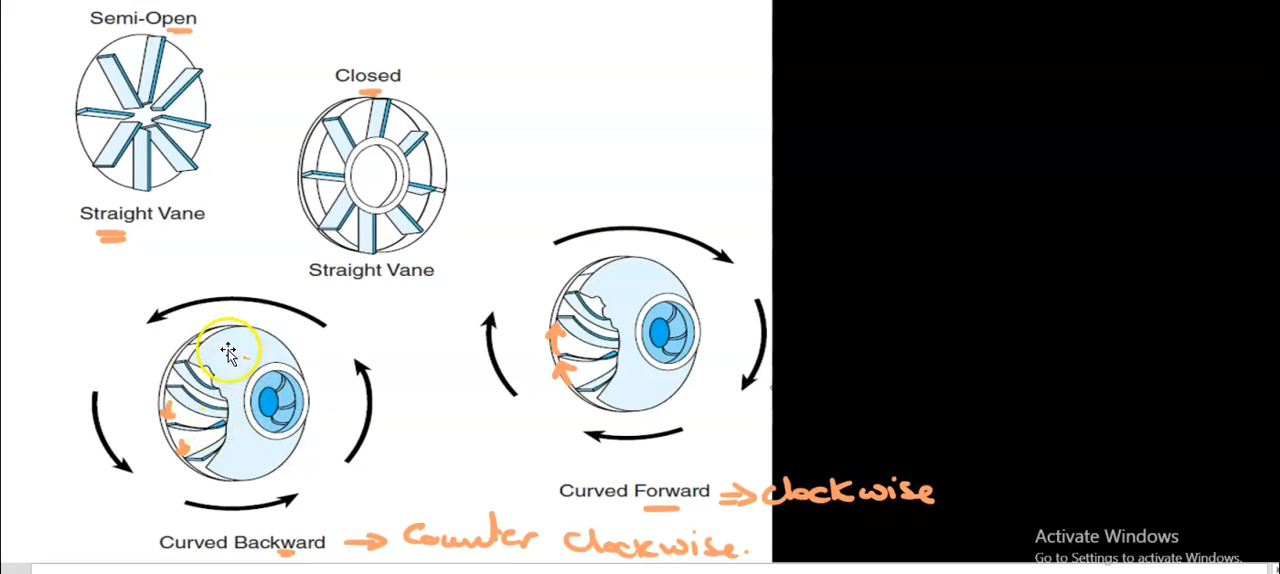 Semi-Open
Closed
Straight Vane
Straight Vane
Curved Forward ⇒ clockwise
Curved Backward → Counter clockwise.
Activate Windows
Go to Settings to activate Windows.